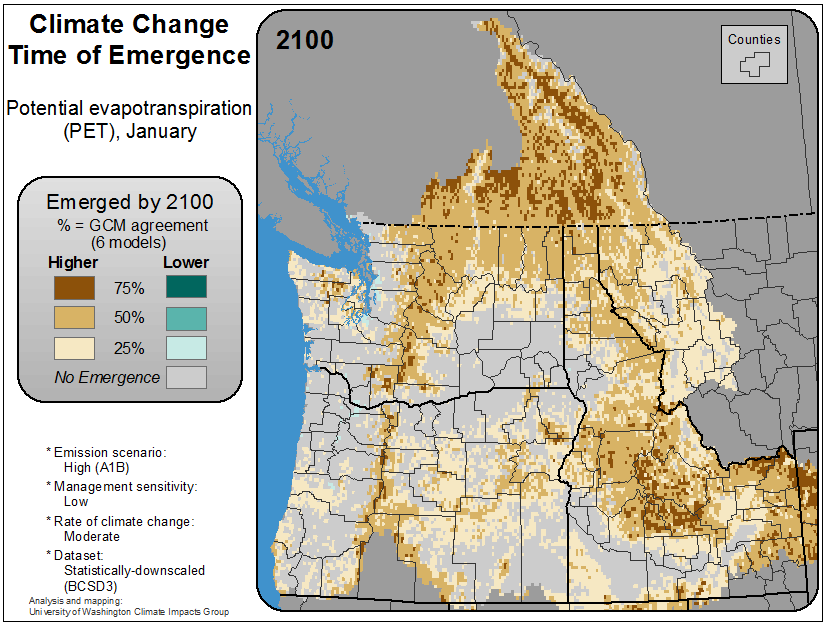 Climate Change
Time of Emergence
Potential evapotranspiration
(PET), January
Emerged by 2100
% = GCM agreement
(6 models)
Higher Lower
75%
50%
25%
No Emergence
* Emission scenario:
High (A1B)
* Management sensitivity:
Low
* Rate of climate change:
Moderate
* Dataset:
Statistically-downscaled
(BCSD3)
Analysis and mapping:
University of Washington Climate Impacts Group
2100
Counties